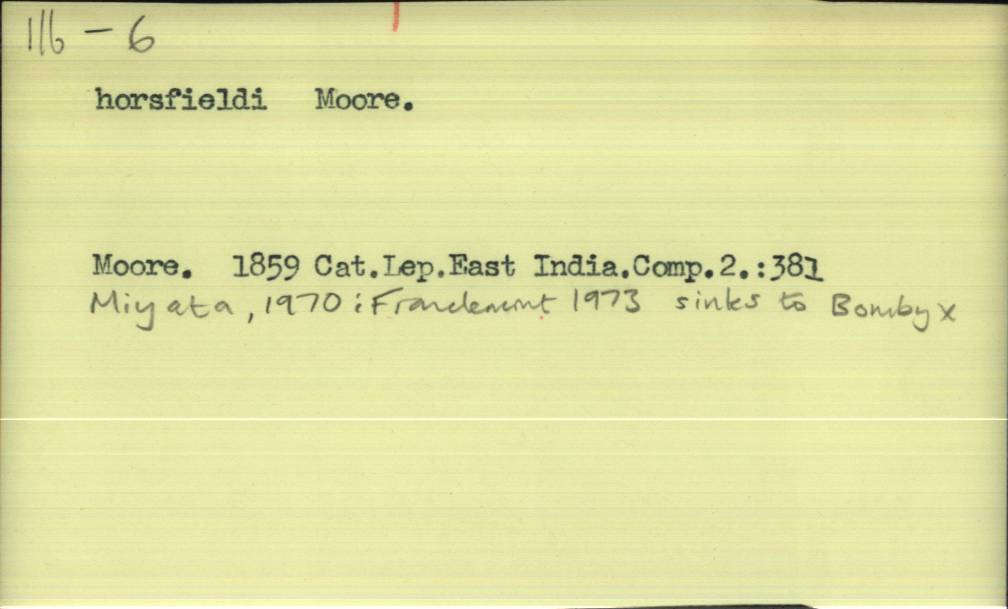 116 - 6
horsfieldi Moore.
Moore. 1859 Cat.Lep.East India.Comp.2.:381
Miyata, 1970 : Franclemont 1973 sinks to Bombyx